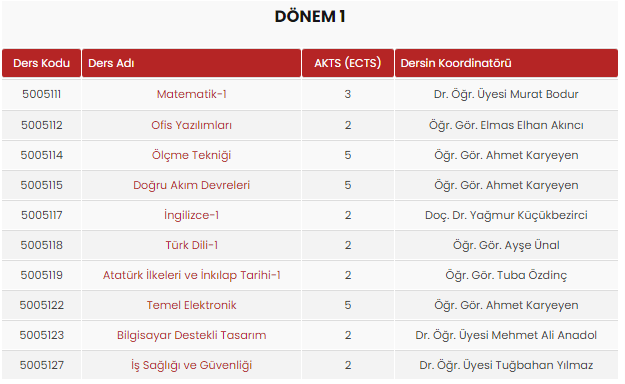 DÖNEM 1
Ders Kodu Ders Adı AKTS (ECTS) Dersin Koordinatörü
5005111 Matematik-1 3 Dr. Öğr. Üyesi Murat Bodur
5005112 Ofis Yazılımları 2 Öğr. Gör. Elmas Elhan Akıncı
5005114 Ölçme Tekniği 5 Öğr. Gör. Ahmet Karyeyen
5005115 Doğru Akım Devreleri 5 Öğr. Gör. Ahmet Karyeyen
5005117 İngilizce-1 2 Doç. Dr. Yağmur Küçükbezirci
5005118 Türk Dili-1 2 Öğr. Gör. Ayşe Ünal
5005119 Atatürk İlkeleri ve İnkılap Tarihi-1 2 Öğr. Gör. Tuba Özdinç
5005122 Temel Elektronik 5 Öğr. Gör. Ahmet Karyeyen
5005123 Bilgisayar Destekli Tasarım 2 Dr. Öğr. Üyesi Mehmet Ali Anadol
5005127 İş Sağlığı ve Güvenliği 2 Dr. Öğr. Üyesi Tuğbahan Yılmaz